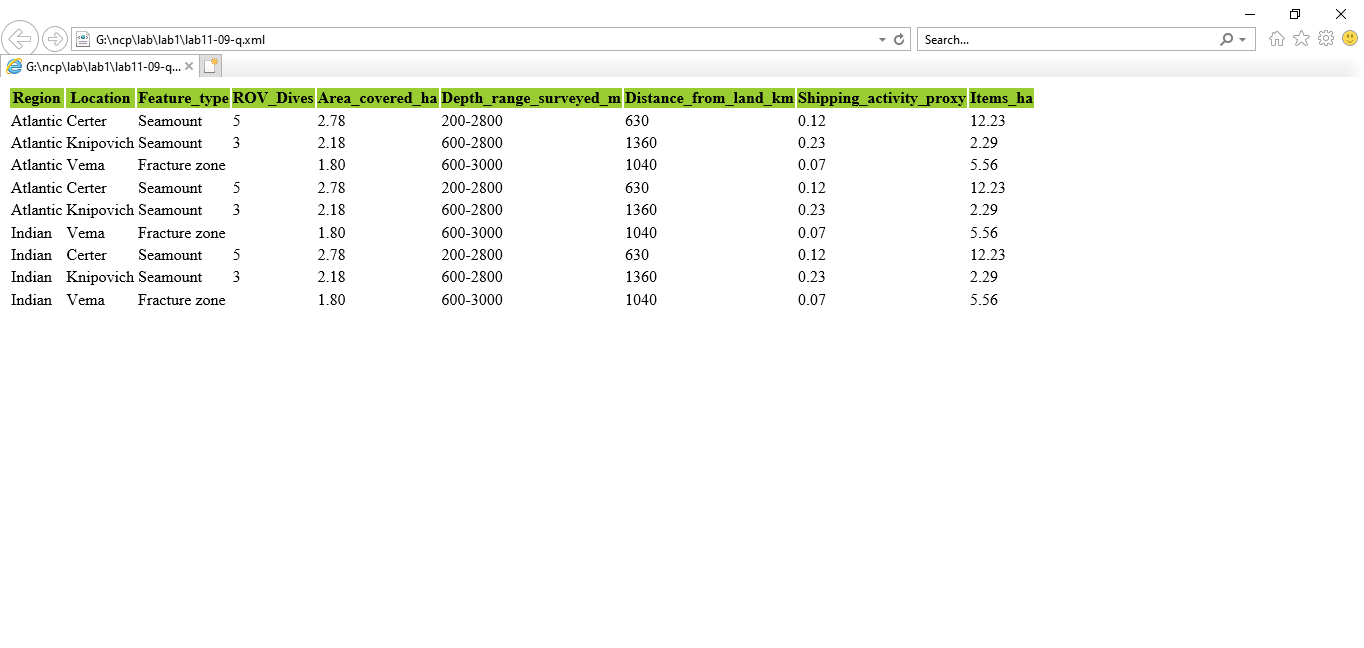 G:\ncp\lab\lab1\lab11-09-q.xml Search...
G:\ncp\lab\lab1\lab11-09-q...
Region Location Feature_type ROV_Dives Area_covered_ha Depth_range_surveyed_m Distance_from_land_km Shipping_activity_proxy Items_ha
Atlantic Certer Seamount 5 2.78 200-2800 630 0.12 12.23
Atlantic Knipovich Seamount 3 2.18 600-2800 1360 0.23 2.29
Atlantic Vema Fracture zone 1.80 600-3000 1040 0.07 5.56
Atlantic Certer Seamount 5 2.78 200-2800 630 0.12 12.23
Atlantic Knipovich Seamount 3 2.18 600-2800 1360 0.23 2.29
Indian Vema Fracture zone 1.80 600-3000 1040 0.07 5.56
Indian Certer Seamount 5 2.78 200-2800 630 0.12 12.23
Indian Knipovich Seamount 3 2.18 600-2800 1360 0.23 2.29
Indian Vema Fracture zone 1.80 600-3000 1040 0.07 5.56